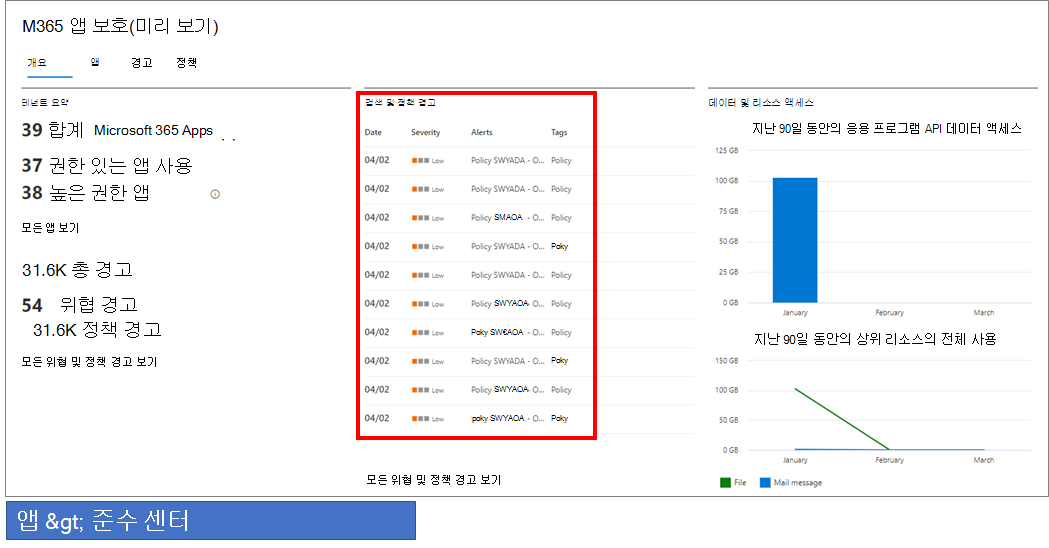 M365 앱 보호(미리 보기)
개요 앱 경고 정책
테넌트 요약
39 합계 Microsoft 365 Apps
37 권한 있는 앱 사용
38 높은 권한 앱
모든 앱 보기
31.6K 총 경고
54 위협 경고
31.6K 정책 경고
모든 위협 및 정책 경고 보기
검색 및 정책 경고
Date Severity Alerts Tags
04/02 Low Policy SWYADA - O... Policy
04/02 Low Policy SWYADA - O... Policy
04/02 Low Policy SMAOA - O... Policy
04/02 Low Policy SWYADA - O... Poky
04/02 Low Policy SWYADA - O... Policy
04/02 Low Policy SWYAOA- O... Policy
04/02 Low Poky SW€AOA - O... Policy
04/02 Low Policy SWYADA - O... Poky
04/02 Low Policy SWYAOA- O... Policy
04/02 Low poky SWYAOA - O... Poky
모든 위협 및 정책 경고 보기
데이터 및 리소스 액세스
지난 90일 동안의 응용 프로그램 API 데이터 액세스
125 GB
100 GB
75 GB
50 GB
25 GB
0 GB
January February March
지난 90일 동안의 상위 리소스의 전체 사용
150 GB
100 GB
50 GB
0 GB
January February March
File Mail message
앱 &gt; 준수 센터